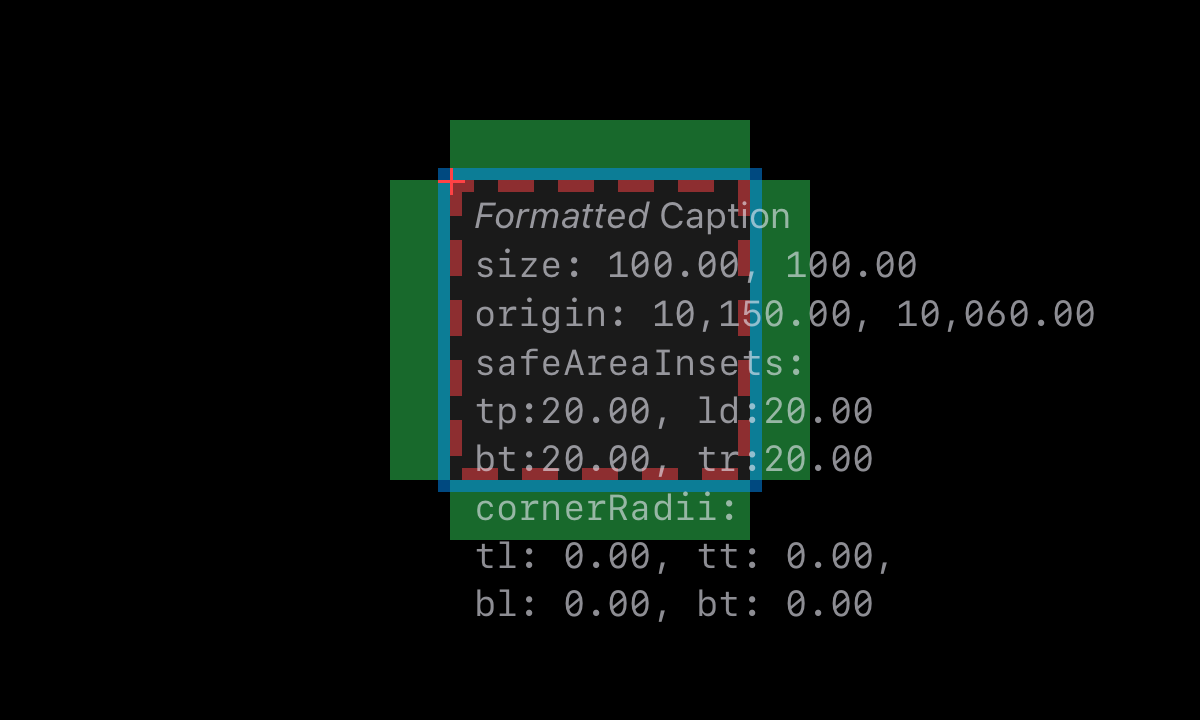 Formatted Caption
size: 100.00, 100.00
origin: 10,150.00, 10,060.00
safeAreaInsets:
tp:20.00, ld:20.00
bt:20.00, tr:20.00
cornerRadii:
tl: 0.00, tt: 0.00,
bl: 0.00, bt: 0.00